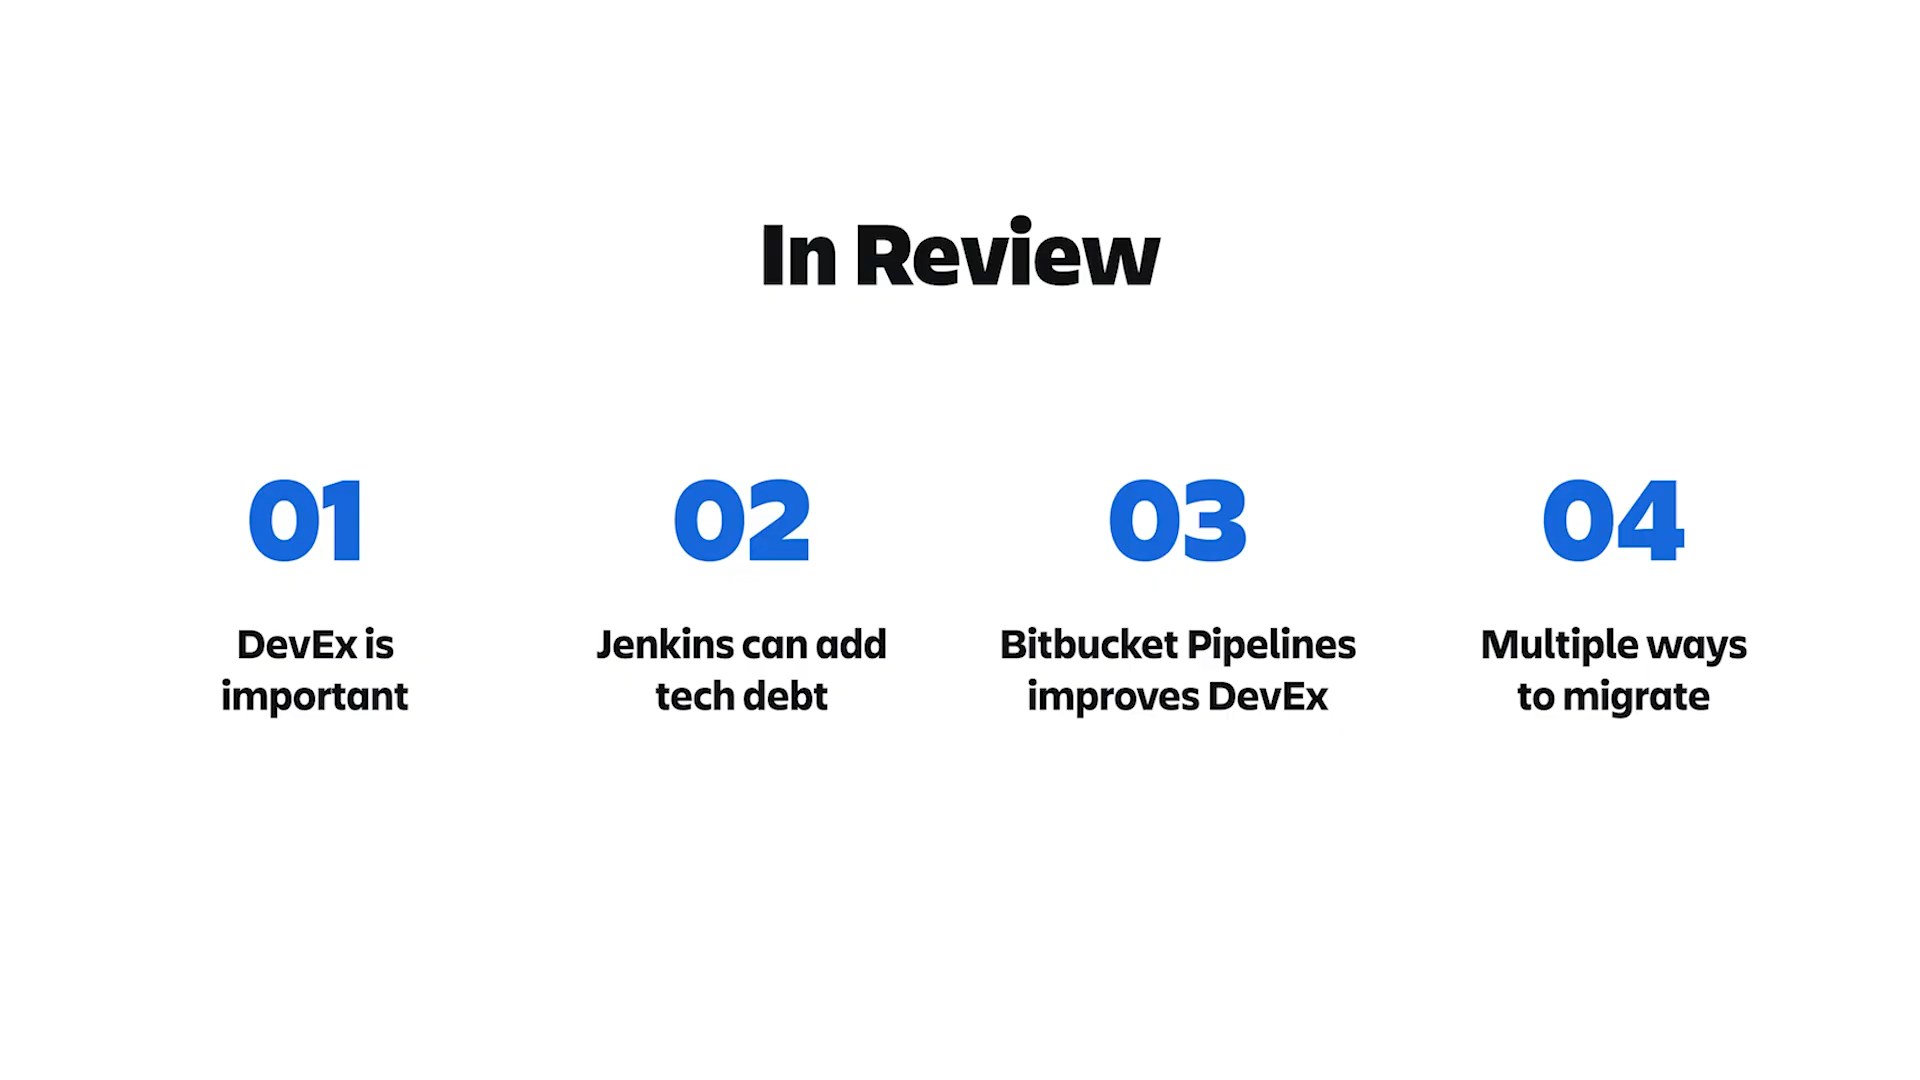 In Review
01
DevEx is
important
02
Jenkins can add
tech debt
03
Bitbucket Pipelines
improves DevEx
04
Multiple ways
to migrate